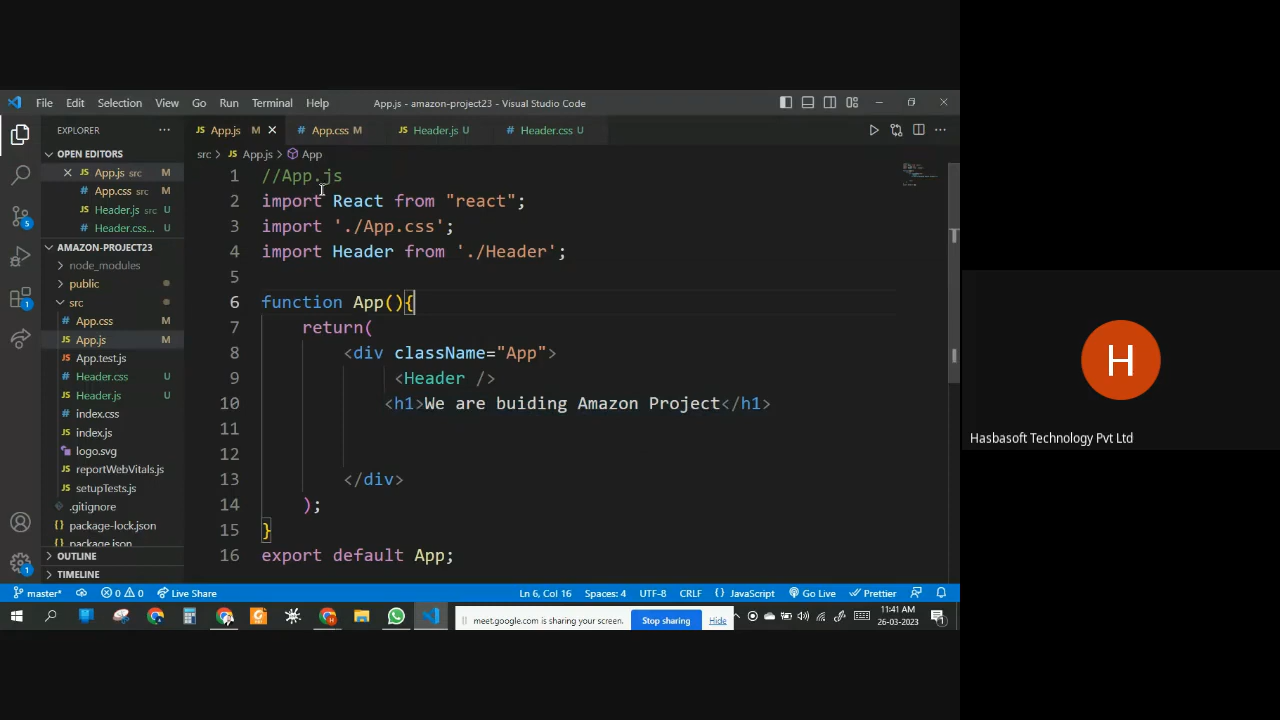 File Edit Selection View Go Run Terminal Help App.js - amazon-project23 - Visual Studio Code
EXPLORER
App.js M
App.css M
Header.js U
Header.css U
OPEN EDITORS
App.js src M
App.css src M
Header.js src U
Header.css... U
AMAZON-PROJECT23
node_modules
public
src
App.css M
App.js M
App.test.js
Header.css U
Header.js U
index.css
index.js
logo.svg
reportWebVitals.js
setupTests.js
.gitignore
package-lock.json
package.json
OUTLINE
TIMELINE
src > JS App.js > App
1 //App.js
2 import React from "react";
3 import './App.css';
4 import Header from './Header';
5
6 function App(){
7 return(
8 <div className="App">
9 <Header />
10 <h1>We are buiding Amazon Project</h1>
11
12
13 </div>
14 );
15 }
16 export default App;
master* 0 0 Live Share Ln 6, Col 16 Spaces: 4 UTF-8 CRLF {} JavaScript Go Live Prettier
meet.google.com is sharing your screen. Stop sharing Hide
11:41 AM
26-03-2023
H
Hasbasoft Technology Pvt Ltd